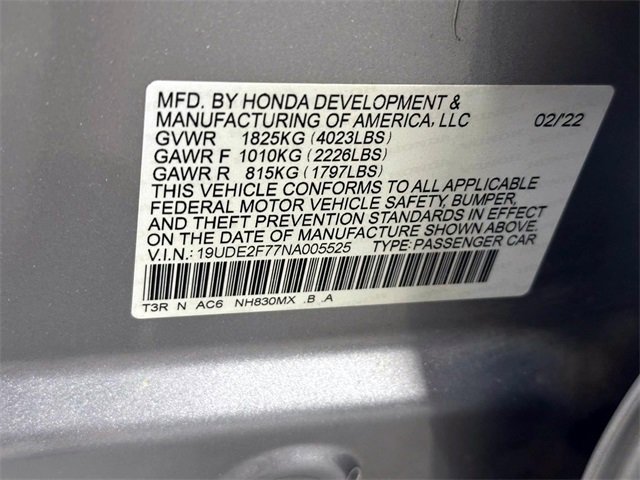 MFD. BY HONDA DEVELOPMENT &
MANUFACTURING OF AMERICA, LLC 02/'22
GVWR 1825KG (4023LBS)
GAWR F 1010KG (2226LBS)
GAWR R 815KG (1797LBS)
THIS VEHICLE CONFORMS TO ALL APPLICABLE
FEDERAL MOTOR VEHICLE SAFETY, BUMPER,
AND THEFT PREVENTION STANDARDS IN EFFECT
ON THE DATE OF MANUFACTURE SHOWN ABOVE.
V.I.N.: 19UDE2F77NA005525 TYPE: PASSENGER CAR
T3R N AC6 NH830MX .B .A